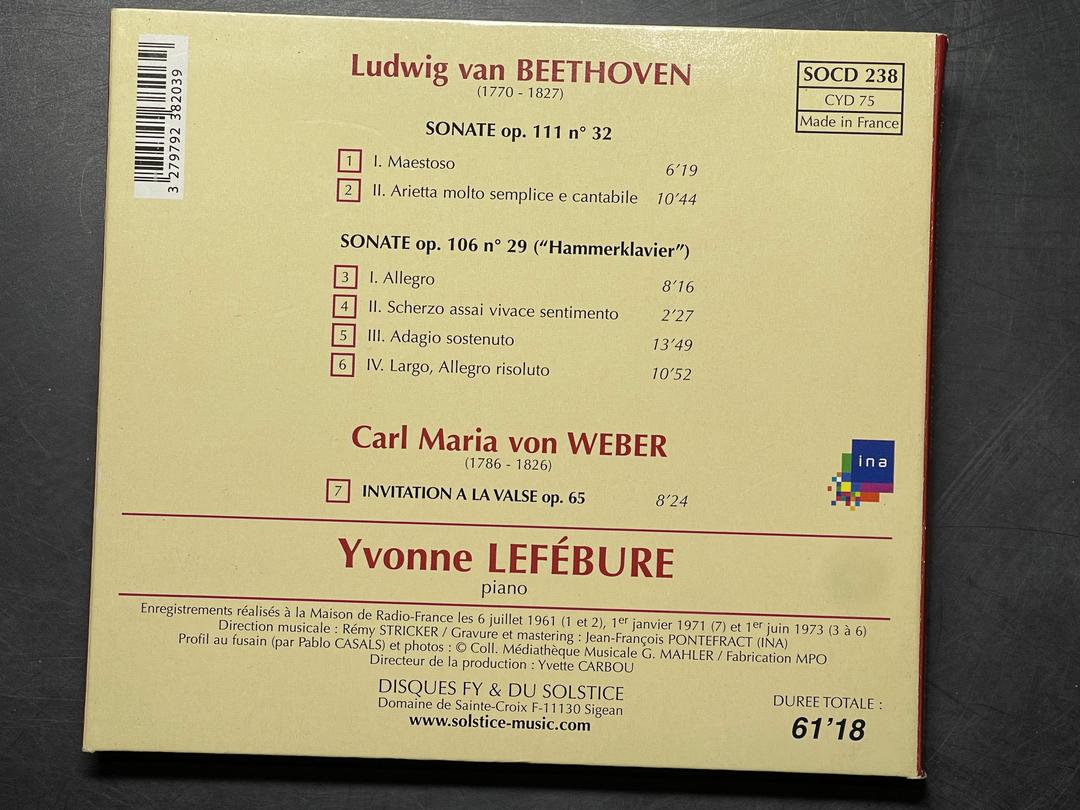 3 279792 382039
Ludwig van BEETHOVEN
(1770 - 1827)
SOCD 238
CYD 75
Made in France
SONATE op. 111 n° 32
1 I. Maestoso 6'19
2 II. Arietta molto semplice e cantabile 10'44
SONATE op. 106 n° 29 (“Hammerklavier”)
3 I. Allegro 8'16
4 II. Scherzo assai vivace sentimento 2'27
5 III. Adagio sostenuto 13'49
6 IV. Largo, Allegro risoluto 10'52
Carl Maria von WEBER
(1786 - 1826)
7 INVITATION A LA VALSE op. 65 8'24
ina
Yvonne LEFÉBURE
piano
Enregistrements réalisés à la Maison de Radio-France les 6 juillet 1961 (1 et 2), 1er janvier 1971 (7) et 1er juin 1973 (3 à 6)
Direction musicale : Rémy STRICKER / Gravure et mastering : Jean-François PONTEFRACT (INA)
Profil au fusain (par Pablo CASALS) et photos : © Coll. Médiathèque Musicale G. MAHLER / Fabrication MPO
Directeur de la production : Yvette CARBOU
DISQUES FY & DU SOLSTICE
Domaine de Sainte-Croix F-11130 Sigean
www.solstice-music.com
DUREE TOTALE :
61'18